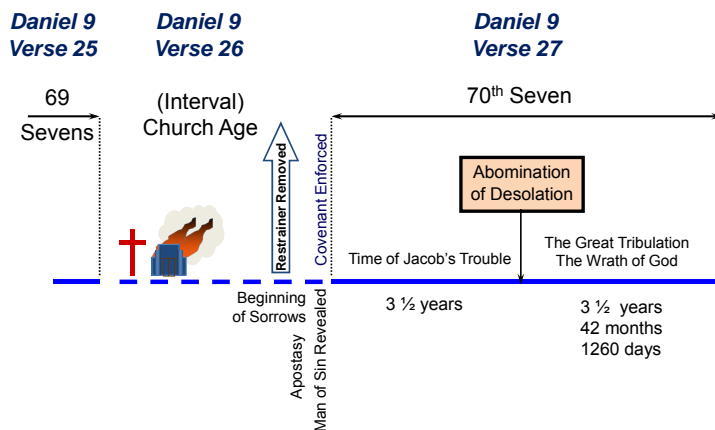 Daniel 9
Verse 25
Daniel 9
Verse 26
Daniel 9
Verse 27
69
Sevens
(Interval)
Church Age
70th Seven
Restrainer Removed
Covenant Enforced
Abomination
of Desolation
Time of Jacob's Trouble
The Great Tribulation
The Wrath of God
Beginning
of Sorrows
Apostasy
Man of Sin Revealed
3 ½ years
3 ½ years
42 months
1260 days